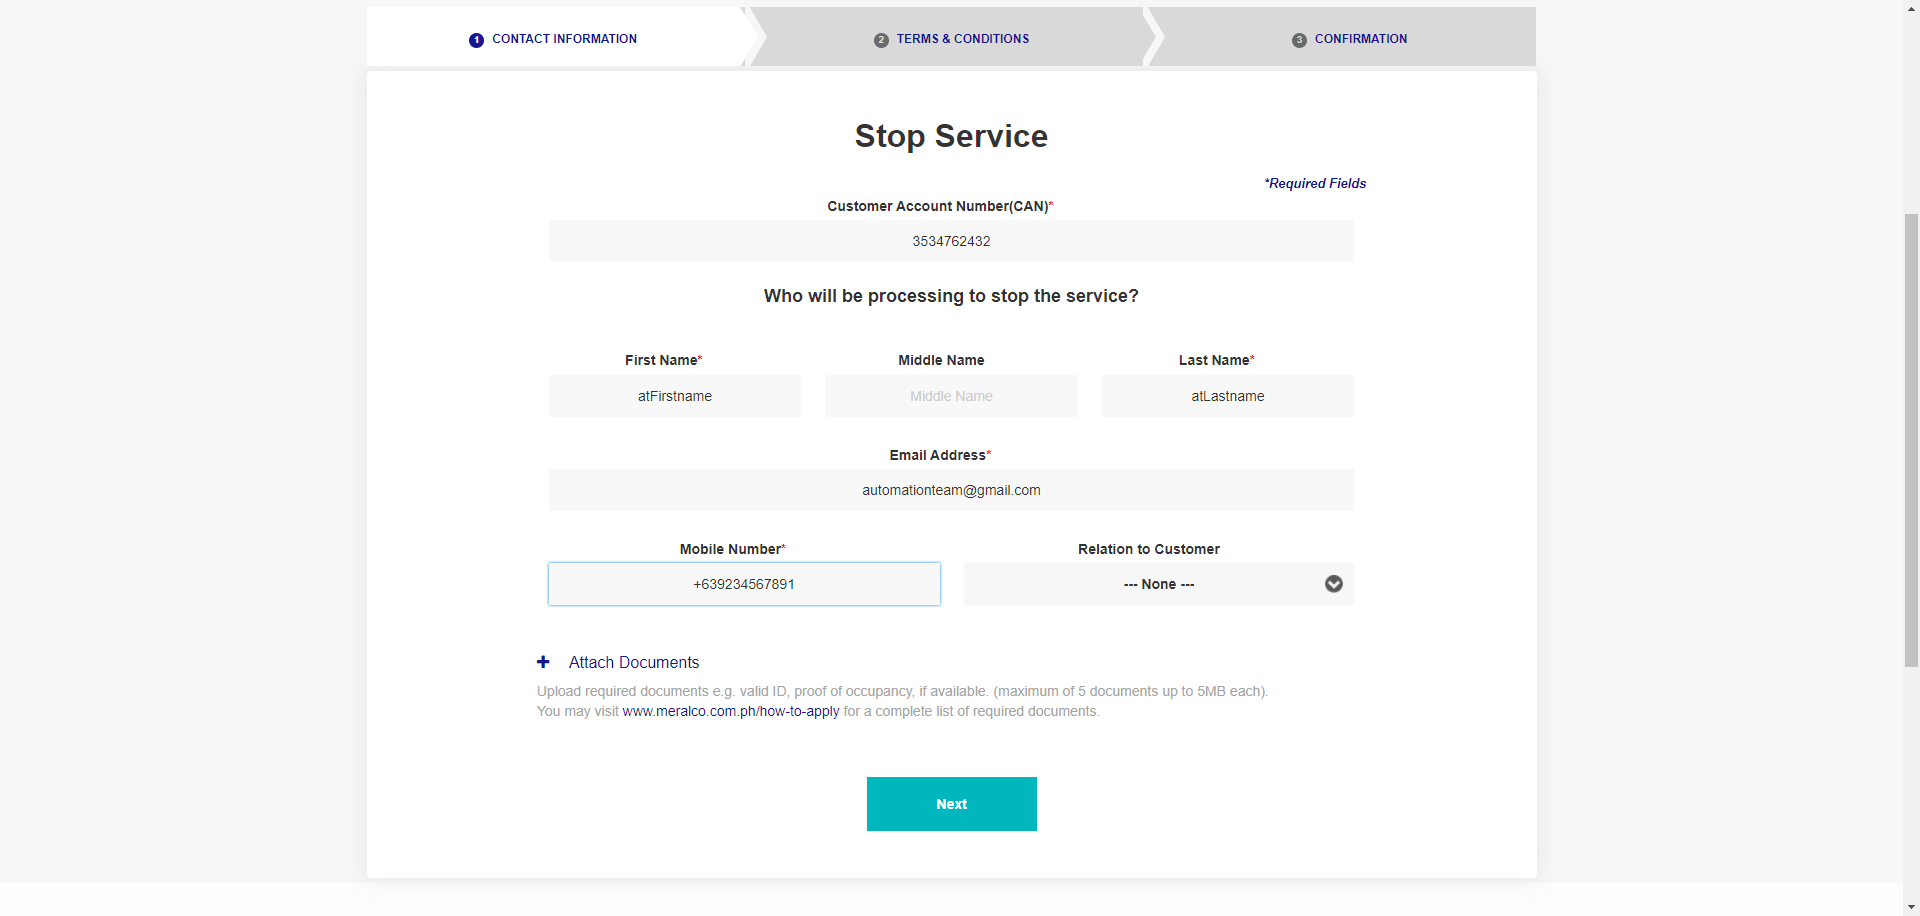 1 CONTACT INFORMATION
2 TERMS & CONDITIONS
3 CONFIRMATION
Stop Service
*Required Fields
Customer Account Number(CAN)*
3534762432
Who will be processing to stop the service?
First Name* Middle Name Last Name*
atFirstname Middle Name atLastname
Email Address*
automationteam@gmail.com
Mobile Number* Relation to Customer
+639234567891 --- None ---
+ Attach Documents
Upload required documents e.g. valid ID, proof of occupancy, if available. (maximum of 5 documents up to 5MB each).
You may visit www.meralco.com.ph/how-to-apply for a complete list of required documents.
Next